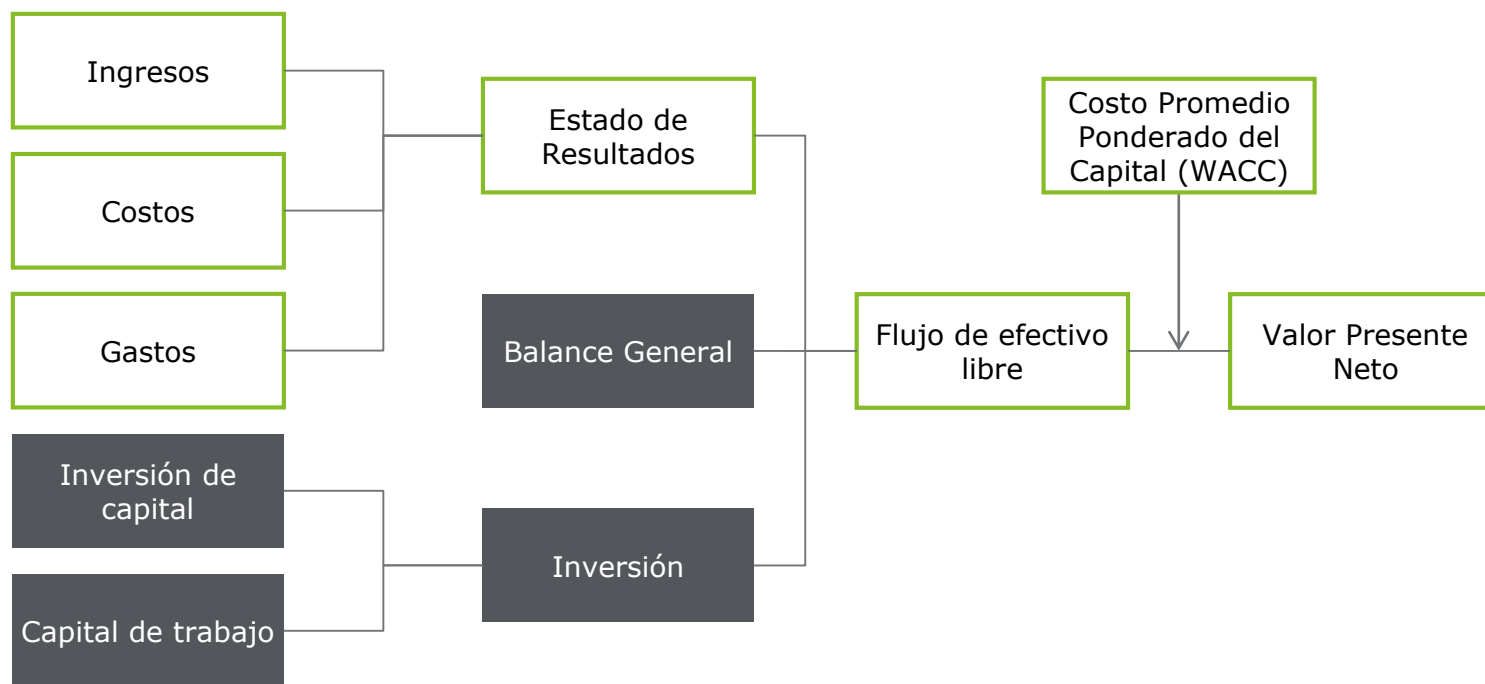 Ingresos
Costos
Gastos
Inversión de
capital
Capital de trabajo
Estado de
Resultados
Balance General
Inversión
Flujo de efectivo
libre
Costo Promedio
Ponderado del
Capital (WACC)
Valor Presente
Neto